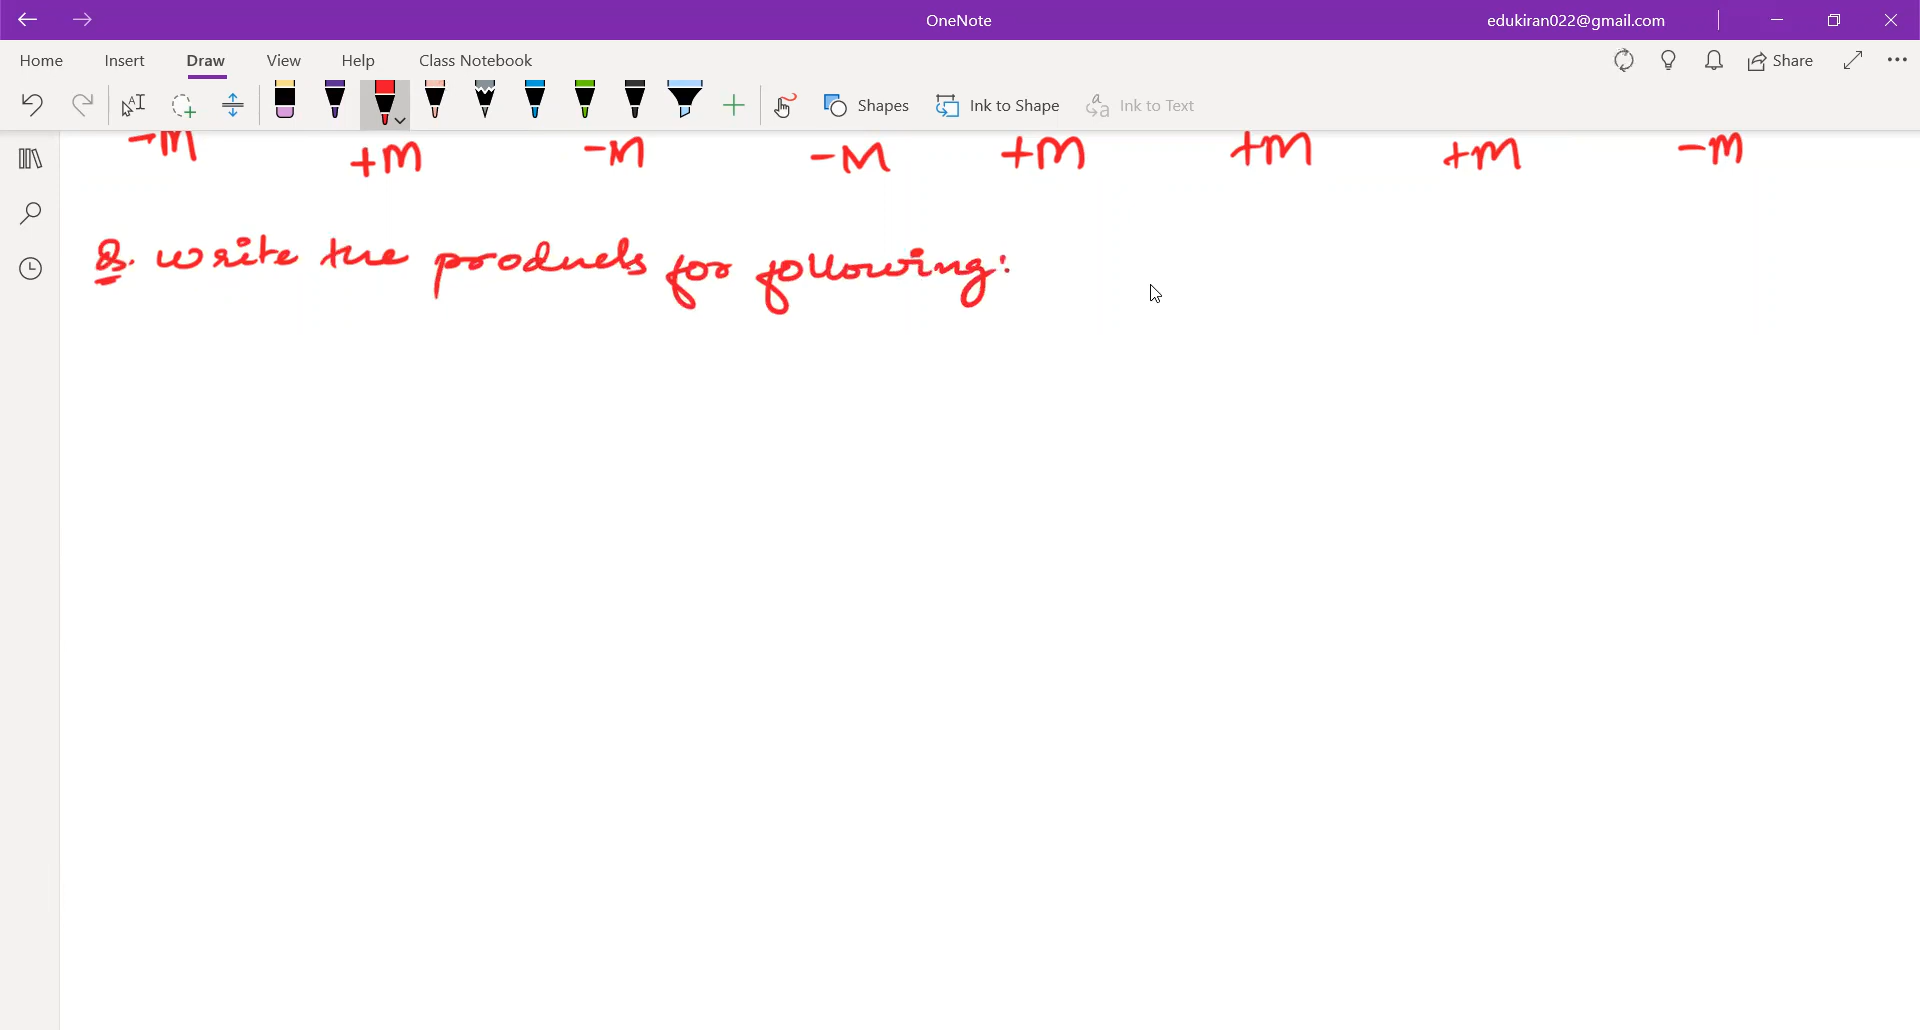 OneNote
edukiran022@gmail.com
Home Insert Draw View Help Class Notebook Share
Shapes Ink to Shape Ink to Text
-M +M -M -M +M +M +M -M
Q. write the products for following: